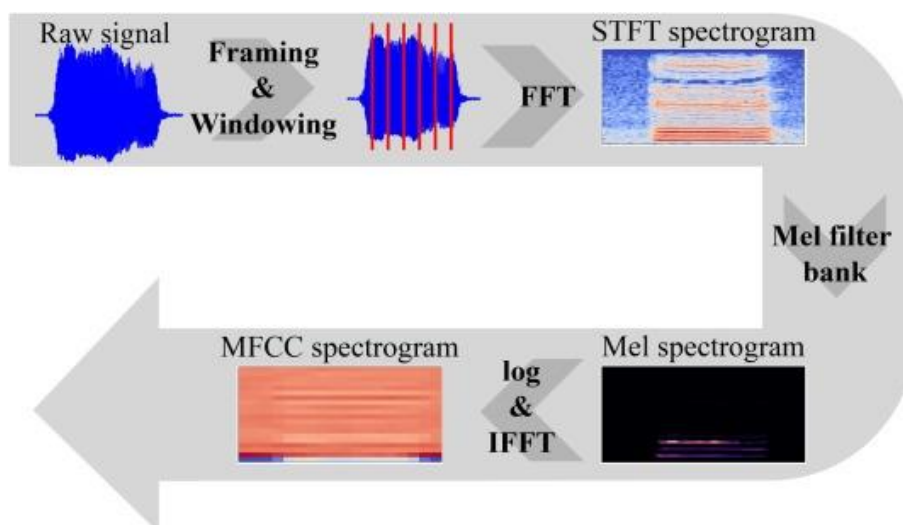 Raw signal
Framing
&
Windowing
FFT
STFT spectrogram
Mel filter
bank
Mel spectrogram
log
&
IFFT
MFCC spectrogram